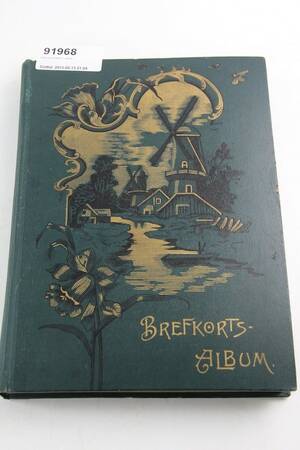 91968
BREFKORTS-
ALBUM.